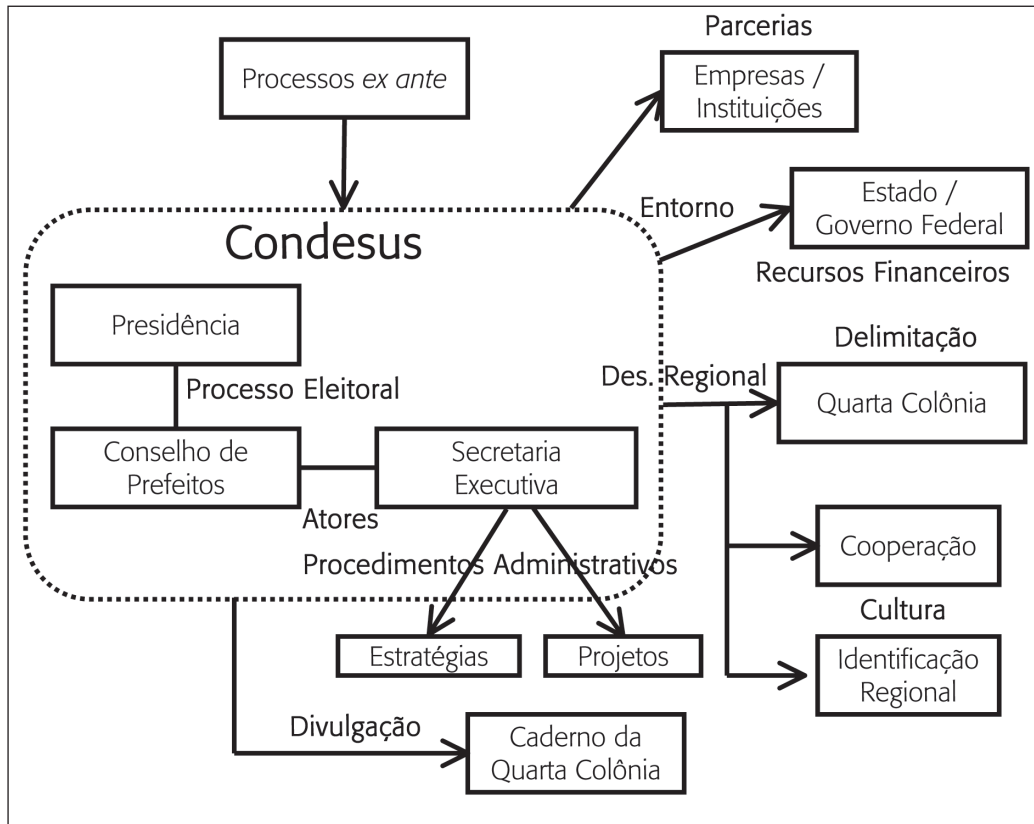 Parcerias
Processos ex ante
Empresas /
Instituições
Entorno
Estado /
Governo Federal
Recursos Financeiros
Condesus
Presidência
Processo Eleitoral
Conselho de
Prefeitos
Secretaria
Executiva
Atores
Procedimentos Administrativos
Delimitação
Des. Regional
Quarta Colônia
Cooperação
Cultura
Identificação
Regional
Estratégias
Projetos
Divulgação
Caderno da
Quarta Colônia